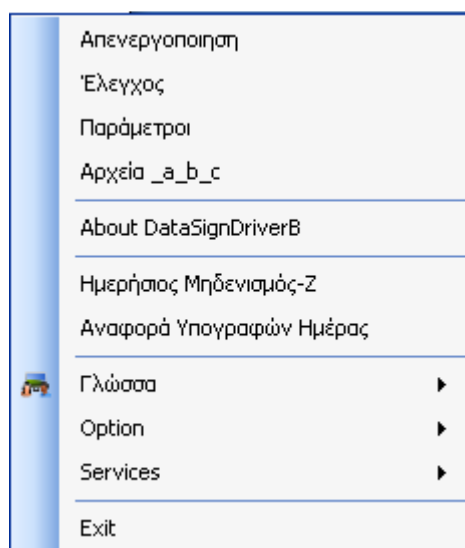 Απενεργοποιηση
Έλεγχος
Παράμετροι
Αρχεία _a_b_c
About DataSignDriverB
Ημερήσιος Μηδενισμός-Ζ
Αναφορά Υπογραφών Ημέρας
Γλώσσα
Option
Services
Exit